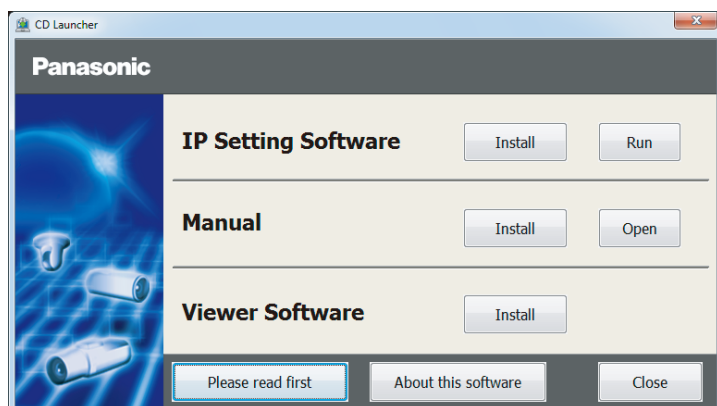 CD Launcher
Panasonic
IP Setting Software Install Run
Manual Install Open
Viewer Software Install
Please read first About this software Close